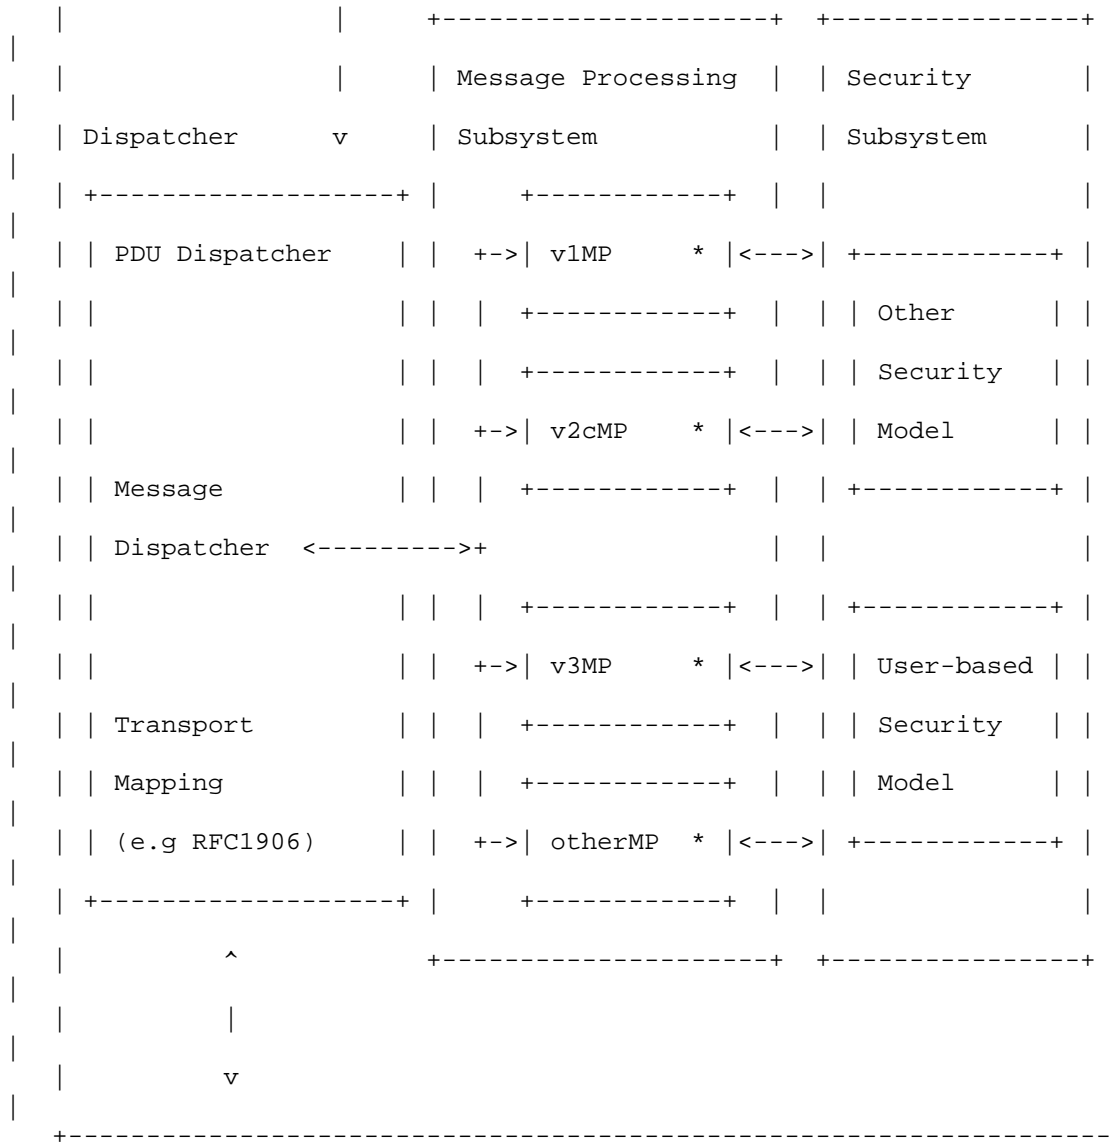 |                 |     +---------------------+  +----------------+
|
|                 |     | Message Processing  |  | Security       |
|
| Dispatcher      v     | Subsystem           |  | Subsystem      |
|
| +-------------------+ |     +------------+  |  |                |
|
| | PDU Dispatcher    | |  +->| v1MP     * |<--->| +------------+ |
|
| |                   | |  |  +------------+  |  | | Other      | |
|
| |                   | |  |  +------------+  |  | | Security   | |
|
| |                   | |  +->| v2cMP    * |<--->| | Model      | |
|
| | Message           | |  |  +------------+  |  | +------------+ |
|
| | Dispatcher  <--------->+                  |  |                |
|
| |                   | |  |  +------------+  |  | +------------+ |
|
| |                   | |  +->| v3MP     * |<--->| | User-based | |
|
| | Transport         | |  |  +------------+  |  | | Security   | |
|
| | Mapping           | |  |  +------------+  |  | | Model      | |
|
| | (e.g RFC1906)     | |  +->| otherMP  * |<--->| +------------+ |
|
| +-------------------+ |     +------------+  |  |                |
|
|          ^            +---------------------+  +----------------+
|
|          |
|
|          v
|
+-------------------------------------------------------------------